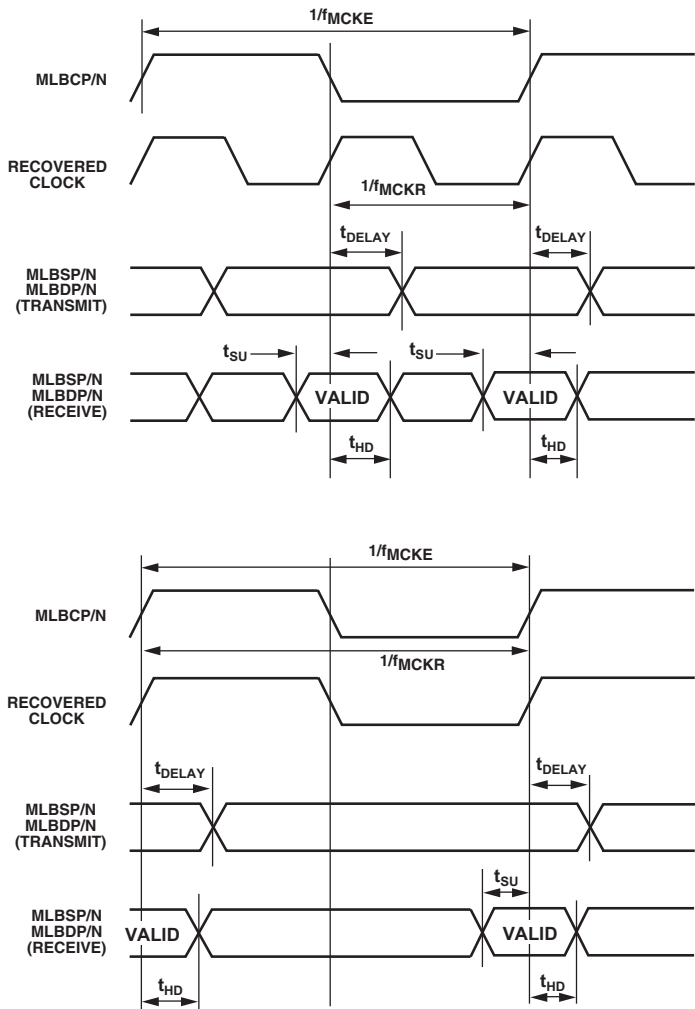 1/fMCKE
MLBCP/N
RECOVERED
CLOCK
1/fMCKR
tDELAY
tDELAY
MLBSP/N
MLBDP/N
(TRANSMIT)
tSU
tSU
MLBSP/N
MLBDP/N
(RECEIVE)
VALID
VALID
tHD
tHD
1/fMCKE
MLBCP/N
1/fMCKR
RECOVERED
CLOCK
tDELAY
tDELAY
MLBSP/N
MLBDP/N
(TRANSMIT)
tSU
MLBSP/N
MLBDP/N
(RECEIVE)
VALID
VALID
tHD
tHD